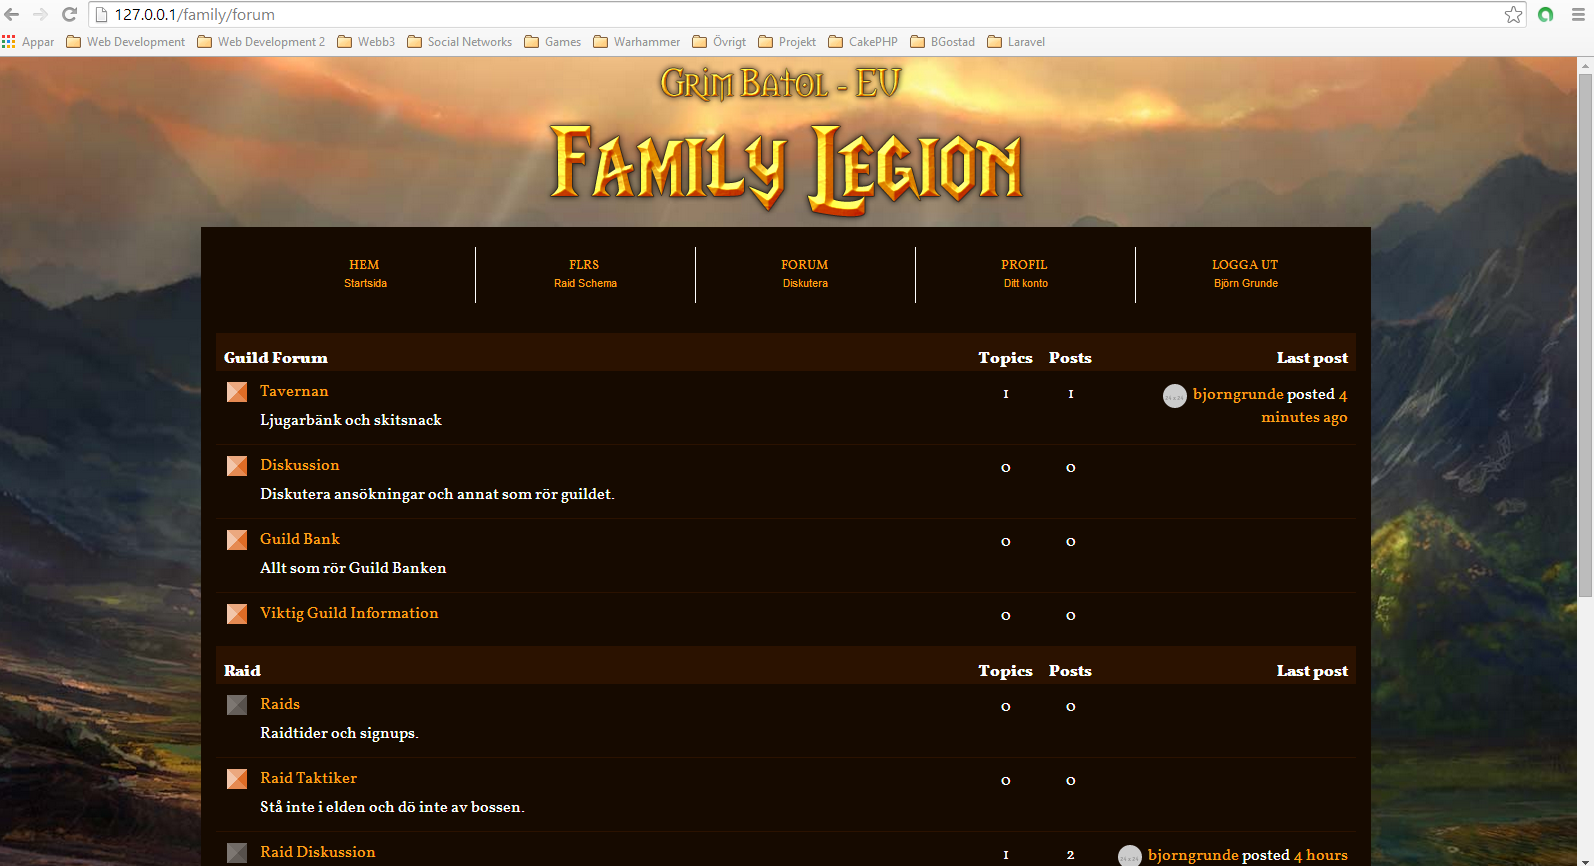 127.0.0.1/family/forum
Appar Web Development Web Development 2 Webb3 Social Networks Games Warhammer Övrigt Projekt CakePHP BGostad Laravel
Grim Batol - EU
Family Legion
HEM FLRS FORUM PROFIL LOGGA UT
Startsida Raid Schema Diskutera Ditt konto Björn Grunde
Guild Forum Topics Posts Last post
Tavernan 1 1 bjorngrunde posted 4
minutes ago
Ljugarbänk och skitsnack
Diskussion 0 0
Diskutera ansökningar och annat som rör guildet.
Guild Bank 0 0
Allt som rör Guild Banken
Viktig Guild Information 0 0
Raid Topics Posts Last post
Raids 0 0
Raidtider och signups.
Raid Taktiker 0 0
Stå inte i elden och dö inte av bossen.
Raid Diskussion 1 2 bjorngrunde posted 4 hours